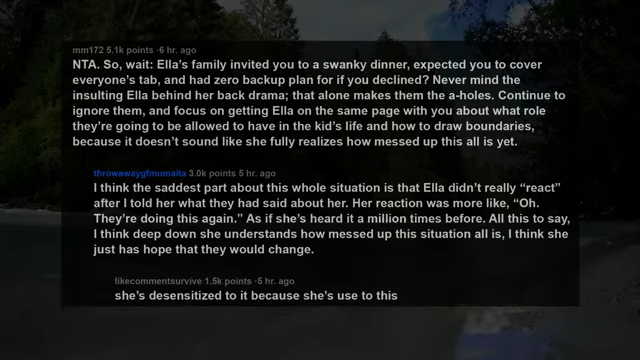 mm172 5.1k points ·6 hr. ago
NTA. So, wait: Ella's family invited you to a swanky dinner, expected you to cover
everyone's tab, and had zero backup plan for if you declined? Never mind the
insulting Ella behind her back drama; that alone makes them the a-holes. Continue to
ignore them, and focus on getting Ella on the same page with you about what role
they're going to be allowed to have in the kid's life and how to draw boundaries,
because it doesn't sound like she fully realizes how messed up this all is yet.
throwawaygfmumaita 3.0k points 5 hr. ago
I think the saddest part about this whole situation is that Ella didn't really “react”
after I told her what they had said about her. Her reaction was more like, “Oh.
They're doing this again.” As if she's heard it a million times before. All this to say,
I think deep down she understands how messed up this situation all is, I think she
just has hope that they would change.
likecommentsurvive 1.5k points ·5 hr. ago
she's desensitized to it because she's use to this